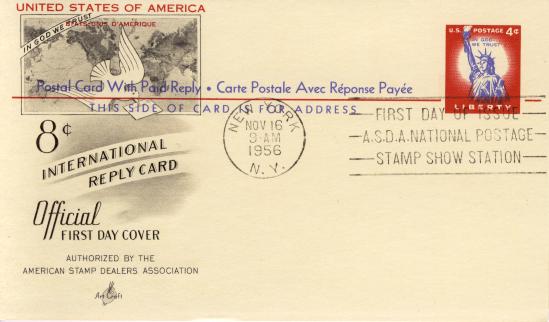 UNITED STATES OF AMERICA
ETATS-UNIS D'AMERIQUE
IN GOD WE TRUST
Postal Card With Paid Reply • Carte Postale Avec Réponse Payée
THIS SIDE OF CARD IS FOR ADDRESS
U.S. POSTAGE 4¢
IN GOD WE TRUST
LIBERTY
8¢
INTERNATIONAL
REPLY CARD
Official
FIRST DAY COVER
AUTHORIZED BY THE
AMERICAN STAMP DEALERS ASSOCIATION
Art Craft
NEW YORK
NOV 16
9-AM
1956
N.Y.
FIRST DAY OF ISSUE
A.S.D.A. NATIONAL POSTAGE
STAMP SHOW STATION